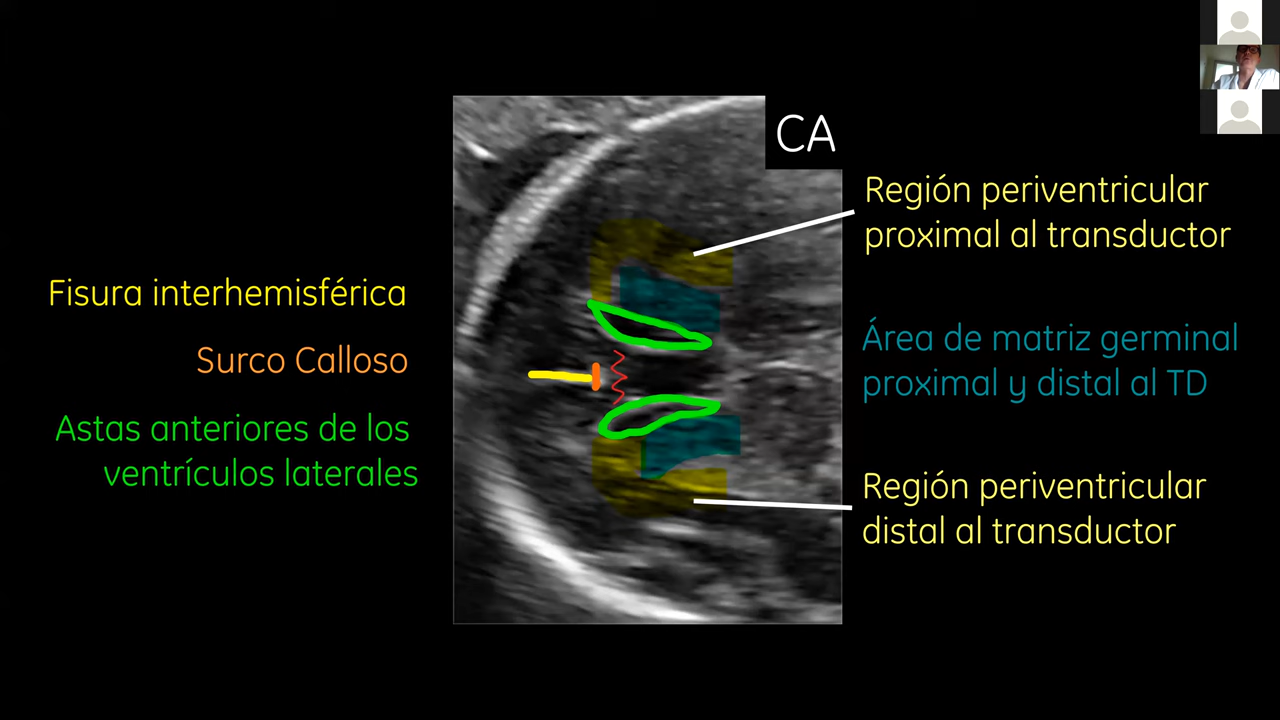 CA
Fisura interhemisférica
Surco Calloso
Astas anteriores de los
ventrículos laterales
Región periventricular
proximal al transductor
Área de matriz germinal
proximal y distal al TD
Región periventricular
distal al transductor